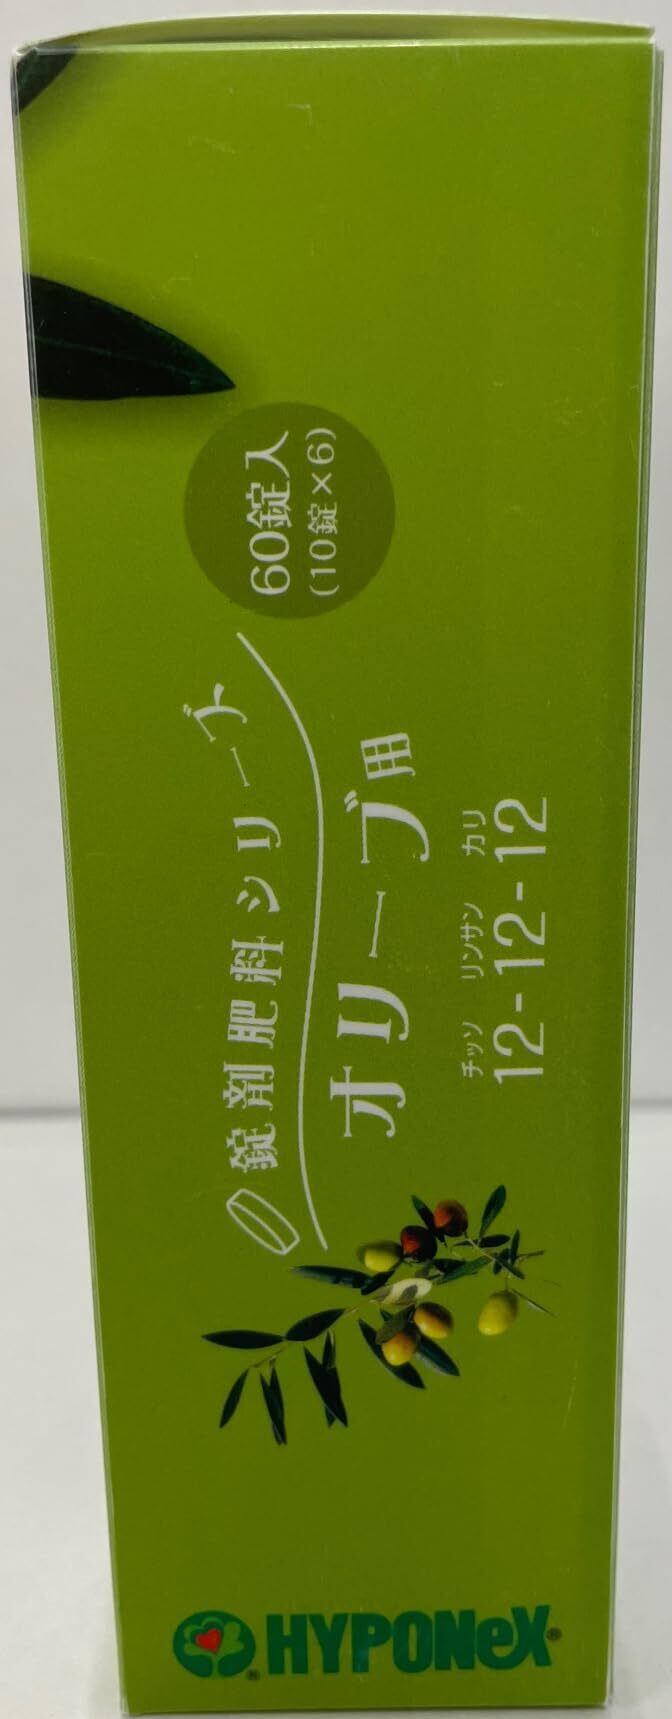 錠剤肥料シリーズ
オリーブ用
チッソ リンサン カリ
12-12-12
60錠入
(10錠×6)
HYPONeX®